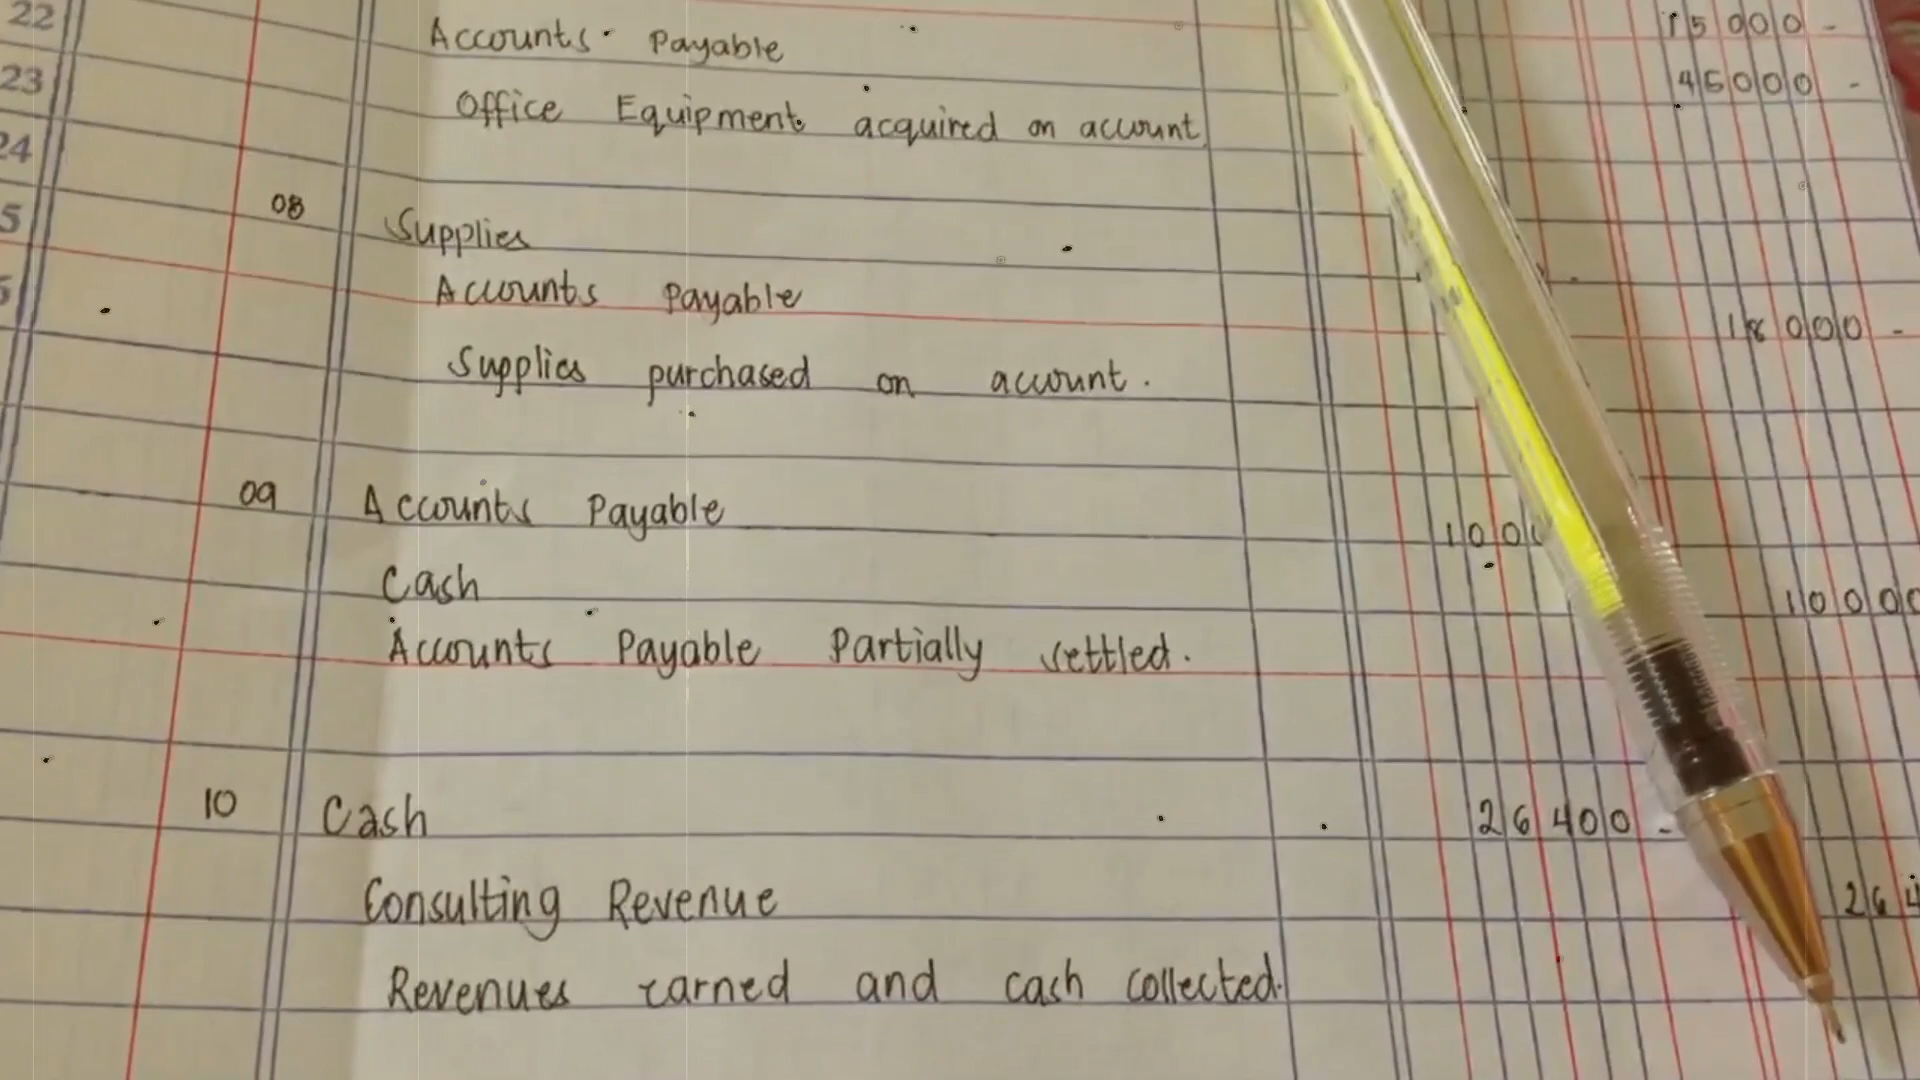 22 15000 -
Accounts Payable 45000 -
23 Office Equipment acquired on account
24
08 Supplies
Accounts Payable 18000 -
Supplies purchased on account.
09 Accounts Payable
Cash
Accounts Payable Partially settled.
10 Cash 26400 -
Consulting Revenue
Revenues earned and cash collected.